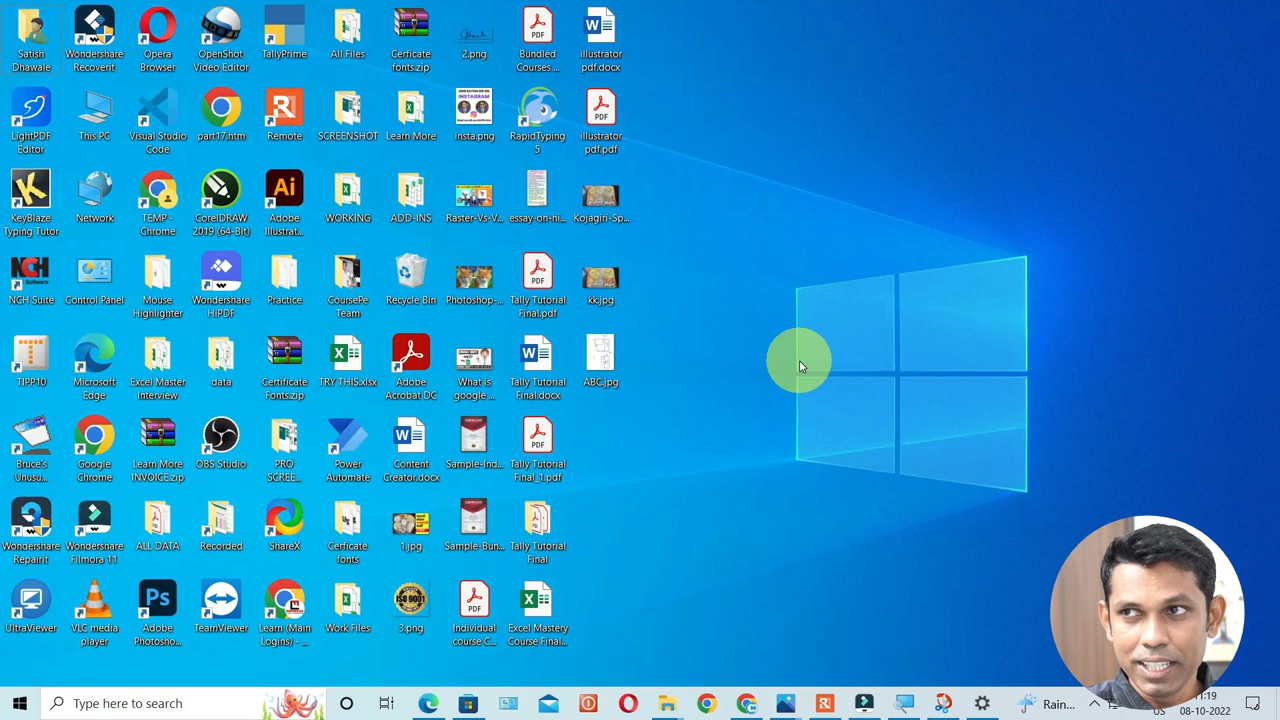 Satish
Dhawale
Wondershare
Recoverit
Opera
Browser
OpenShot
Video Editor
TallyPrime
All Files
Cerficate
fonts.zip
2.png
Bundled
Courses ...
illustrator
pdf.docx
LightPDF
Editor
This PC
Visual Studio
Code
part17.htm
Remote
SCREENSHOT
Learn More
insta.png
RapidTyping
5
illustrator
pdf.pdf
KeyBlaze
Typing Tutor
Network
TEMP -
Chrome
CorelDRAW
2019 (64-Bit)
Adobe
Illustrat...
WORKING
ADD-INS
Raster-Vs-V...
essay-on-hi...
Kojagiri-Sp...
NCH Suite
Control Panel
Mouse
Highlighter
Wondershare
HiPDF
Practice
CoursePe
Team
Recycle Bin
Photoshop-...
Tally Tutorial
Final.pdf
kk.jpg
TIPP10
Microsoft
Edge
Excel Master
Interview
data
Certificate
Fonts.zip
TRY THIS.xlsx
Adobe
Acrobat DC
What is
google ...
Tally Tutorial
Final.docx
ABC.jpg
Bruce's
Unusu...
Google
Chrome
Learn More
INVOICE.zip
OBS Studio
PRO
SCREE...
Power
Automate
Content
Creator.docx
Sample-Ind...
Tally Tutorial
Final_1.pdf
Wondershare
Repairit
Wondershare
Filmora 11
ALL DATA
Recorded
ShareX
Cerficate
fonts
1.jpg
Sample-Bun...
Tally Tutorial
Final
UltraViewer
VLC media
player
Adobe
Photosho...
TeamViewer
Learn (Main
Logins) - ...
Work Files
3.png
Individual
course C...
Excel Mastery
Course Final...
Type here to search
Rain...
US
11:19
08-10-2022